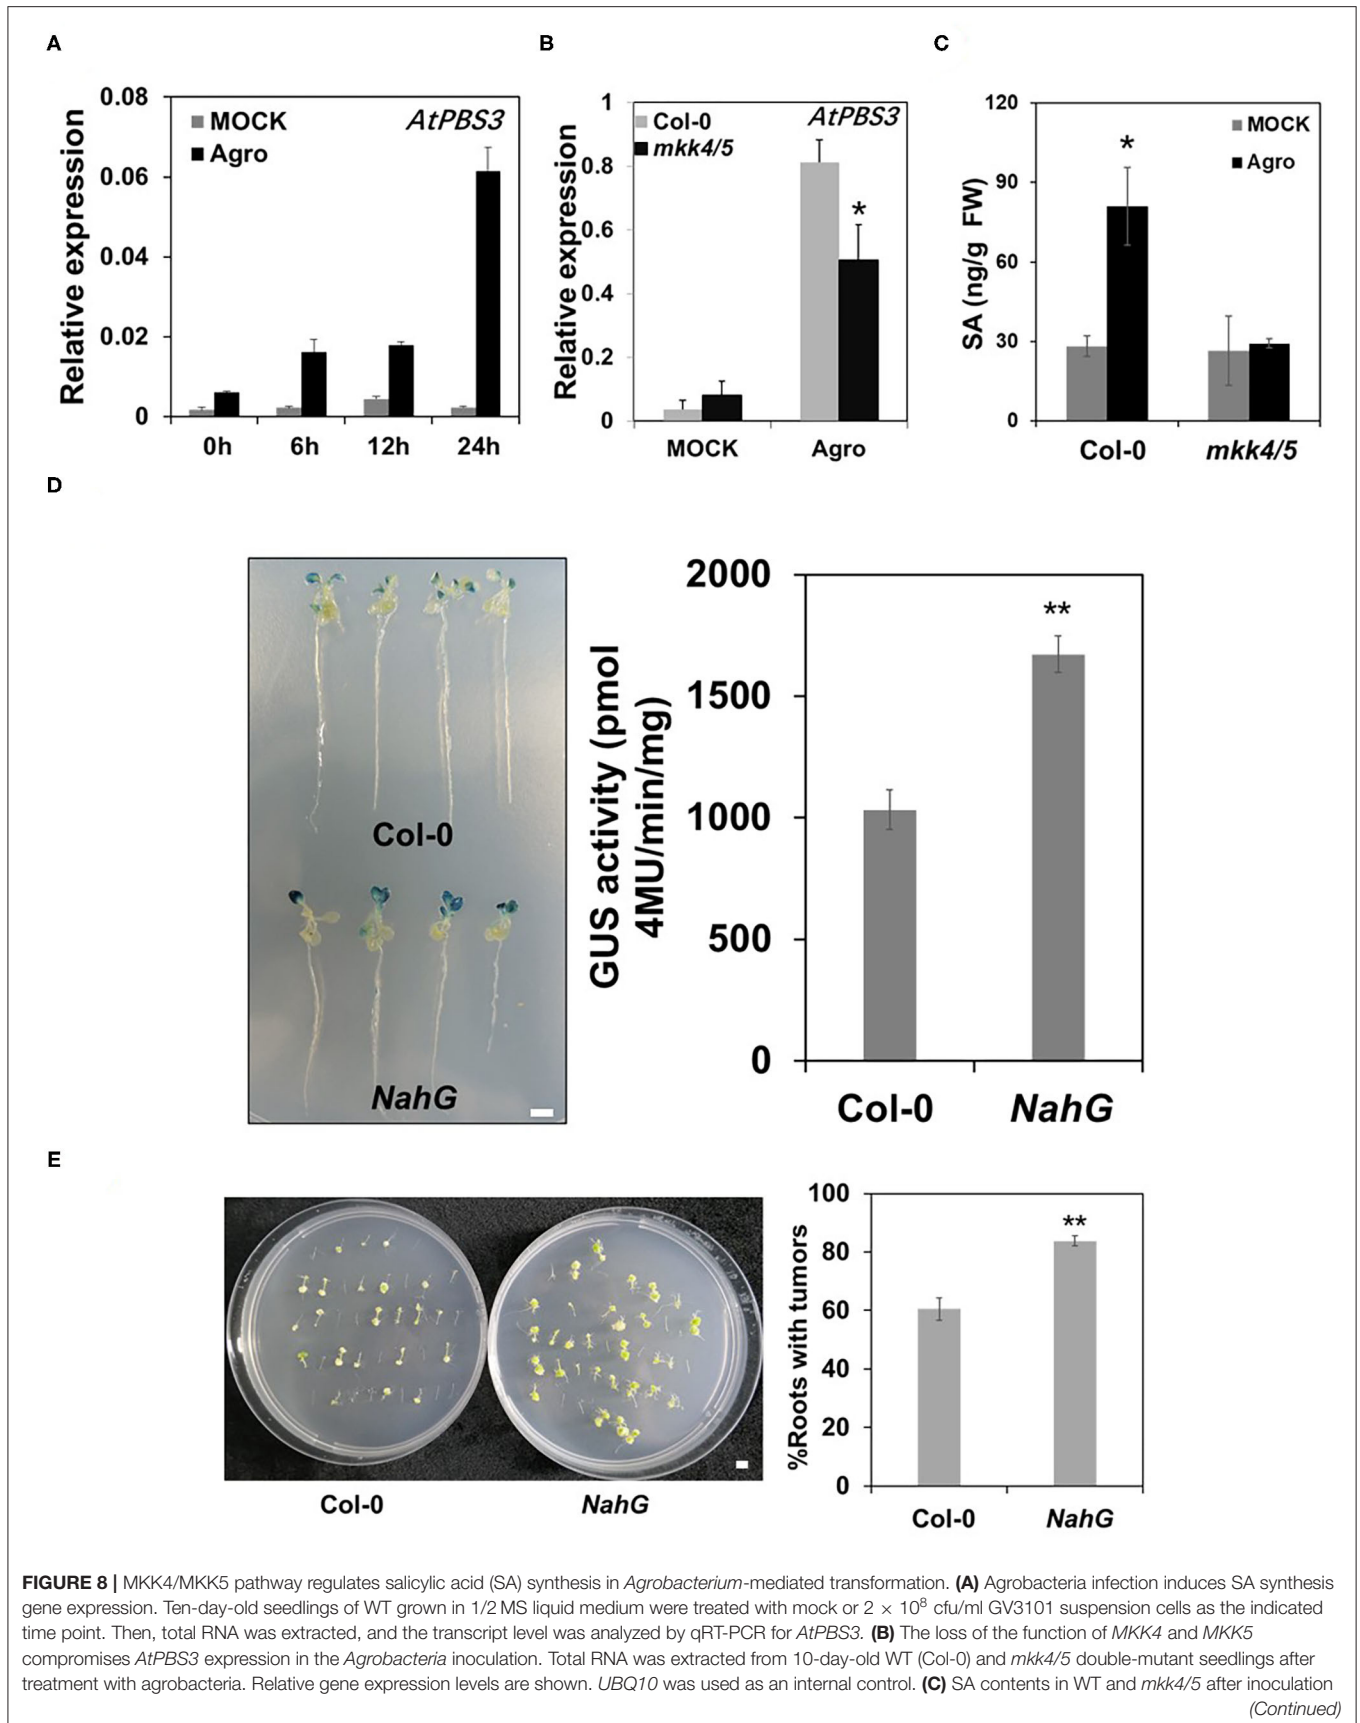 A
B
C
0.08
0.06
0.04
0.02
0
Relative expression
MOCK
Agro
AtPBS3
0h 6h 12h 24h
1
0.8
0.6
0.4
0.2
0
Relative expression
Col-0
mkk4/5
AtPBS3
*
MOCK Agro
120
90
60
30
0
SA (ng/g FW)
MOCK
Agro
*
Col-0 mkk4/5
D
Col-0
NahG
2000
1500
1000
500
0
GUS activity (pmol
4MU/min/mg)
**
Col-0 NahG
E
Col-0 NahG
100
80
60
40
20
0
%Roots with tumors
**
Col-0 NahG
FIGURE 8 | MKK4/MKK5 pathway regulates salicylic acid (SA) synthesis in Agrobacterium-mediated transformation. (A) Agrobacteria infection induces SA synthesis
gene expression. Ten-day-old seedlings of WT grown in 1/2 MS liquid medium were treated with mock or 2 × 10⁸ cfu/ml GV3101 suspension cells as the indicated
time point. Then, total RNA was extracted, and the transcript level was analyzed by qRT-PCR for AtPBS3. (B) The loss of the function of MKK4 and MKK5
compromises AtPBS3 expression in the Agrobacteria inoculation. Total RNA was extracted from 10-day-old WT (Col-0) and mkk4/5 double-mutant seedlings after
treatment with agrobacteria. Relative gene expression levels are shown. UBQ10 was used as an internal control. (C) SA contents in WT and mkk4/5 after inoculation
(Continued)